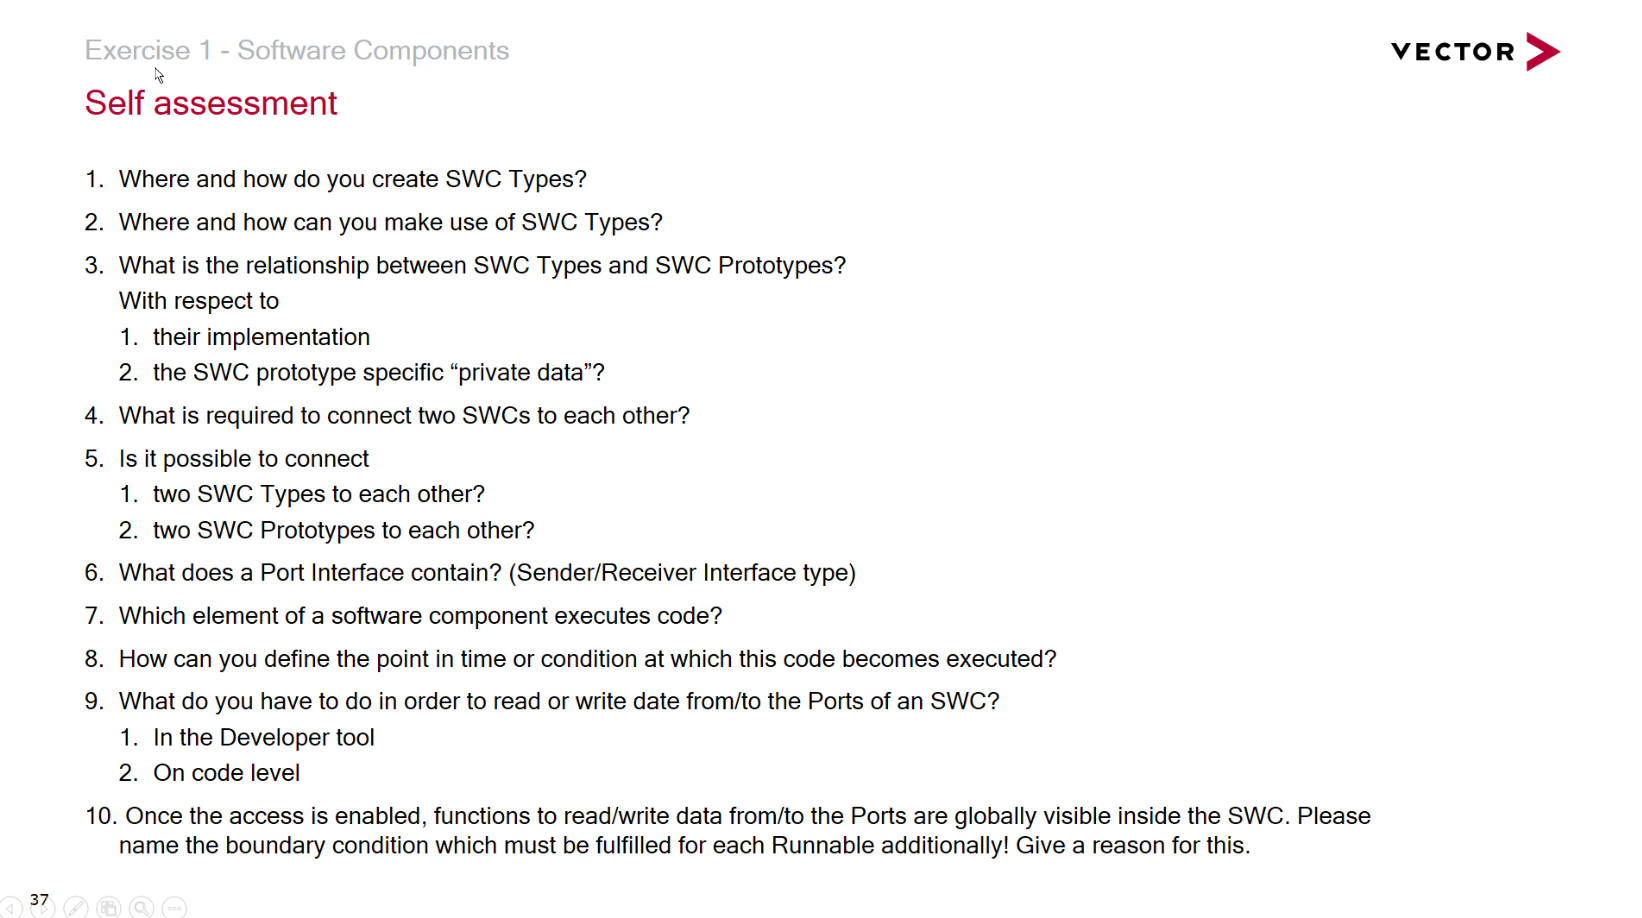 Exercise 1 - Software Components
VECTOR
Self assessment
1. Where and how do you create SWC Types?
2. Where and how can you make use of SWC Types?
3. What is the relationship between SWC Types and SWC Prototypes?
With respect to
1. their implementation
2. the SWC prototype specific “private data”?
4. What is required to connect two SWCs to each other?
5. Is it possible to connect
1. two SWC Types to each other?
2. two SWC Prototypes to each other?
6. What does a Port Interface contain? (Sender/Receiver Interface type)
7. Which element of a software component executes code?
8. How can you define the point in time or condition at which this code becomes executed?
9. What do you have to do in order to read or write date from/to the Ports of an SWC?
1. In the Developer tool
2. On code level
10. Once the access is enabled, functions to read/write data from/to the Ports are globally visible inside the SWC. Please
name the boundary condition which must be fulfilled for each Runnable additionally! Give a reason for this.
37